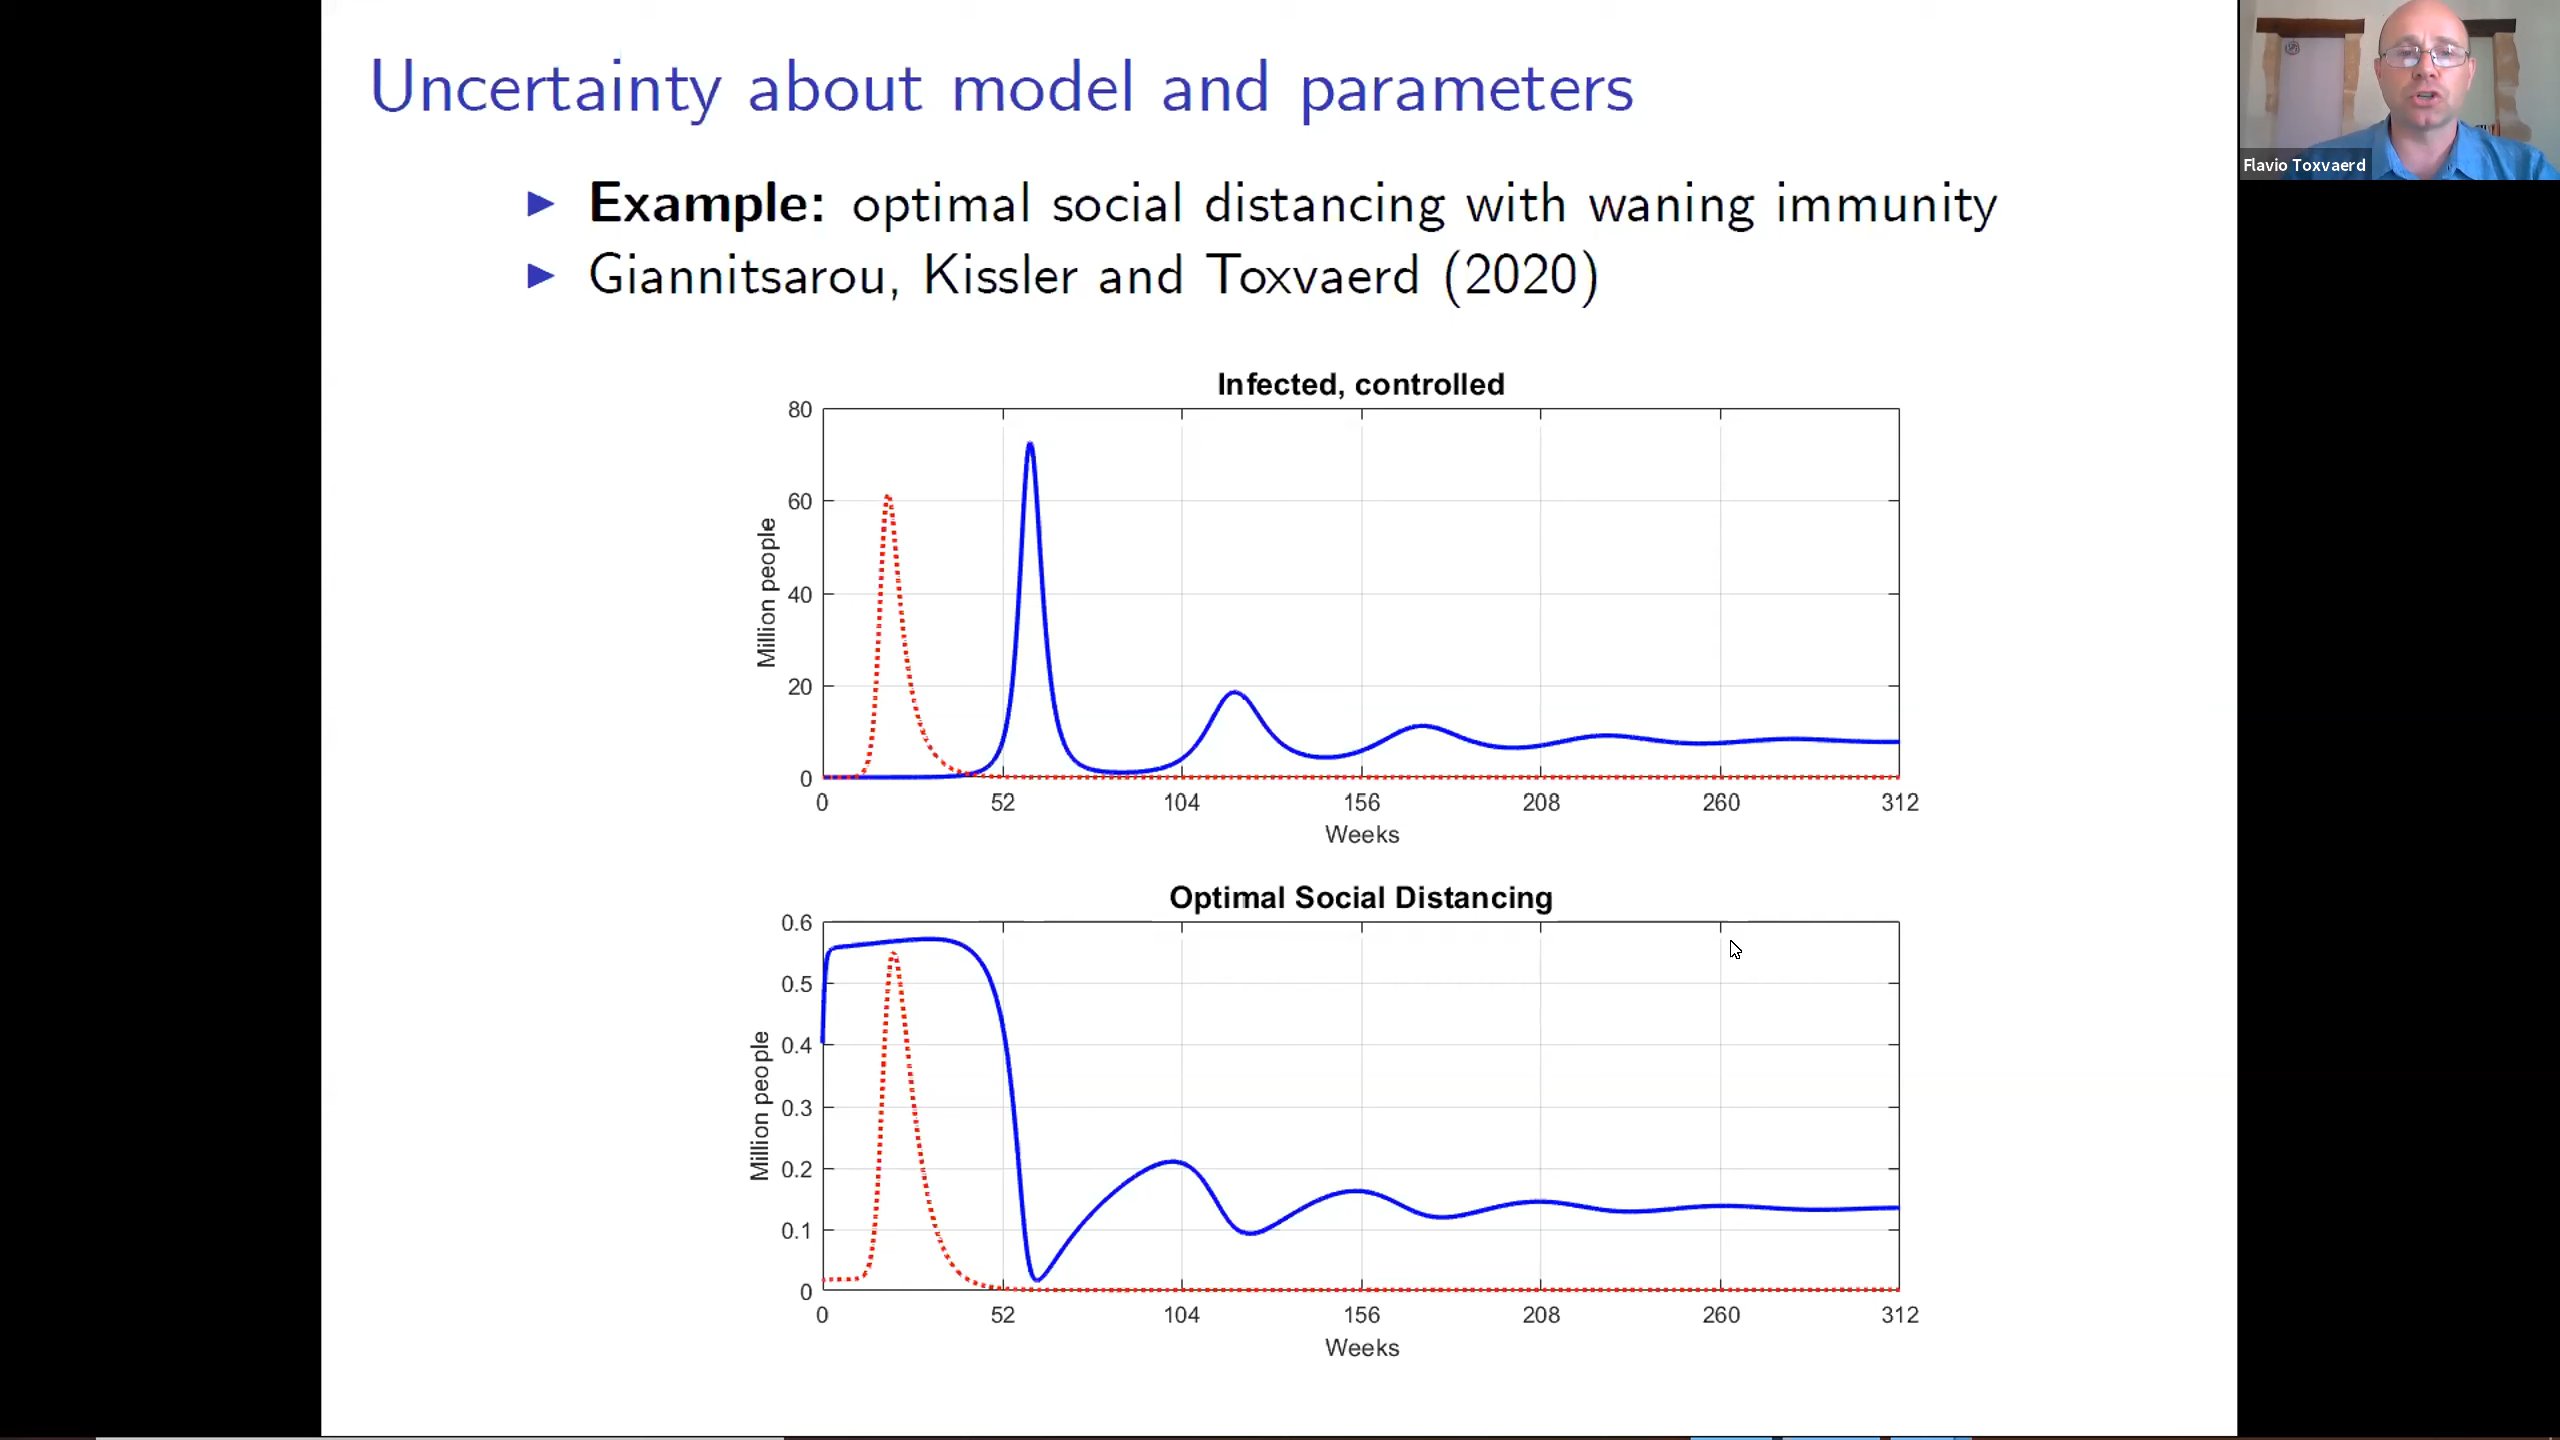 Uncertainty about model and parameters
Flavio Toxvaerd
Example: optimal social distancing with waning immunity
Giannitsarou, Kissler and Toxvaerd (2020)
Infected, controlled
80
60
40
20
0
Million people
0 52 104 156 208 260 312
Weeks
Optimal Social Distancing
0.6
0.5
0.4
0.3
0.2
0.1
0
Million people
0 52 104 156 208 260 312
Weeks